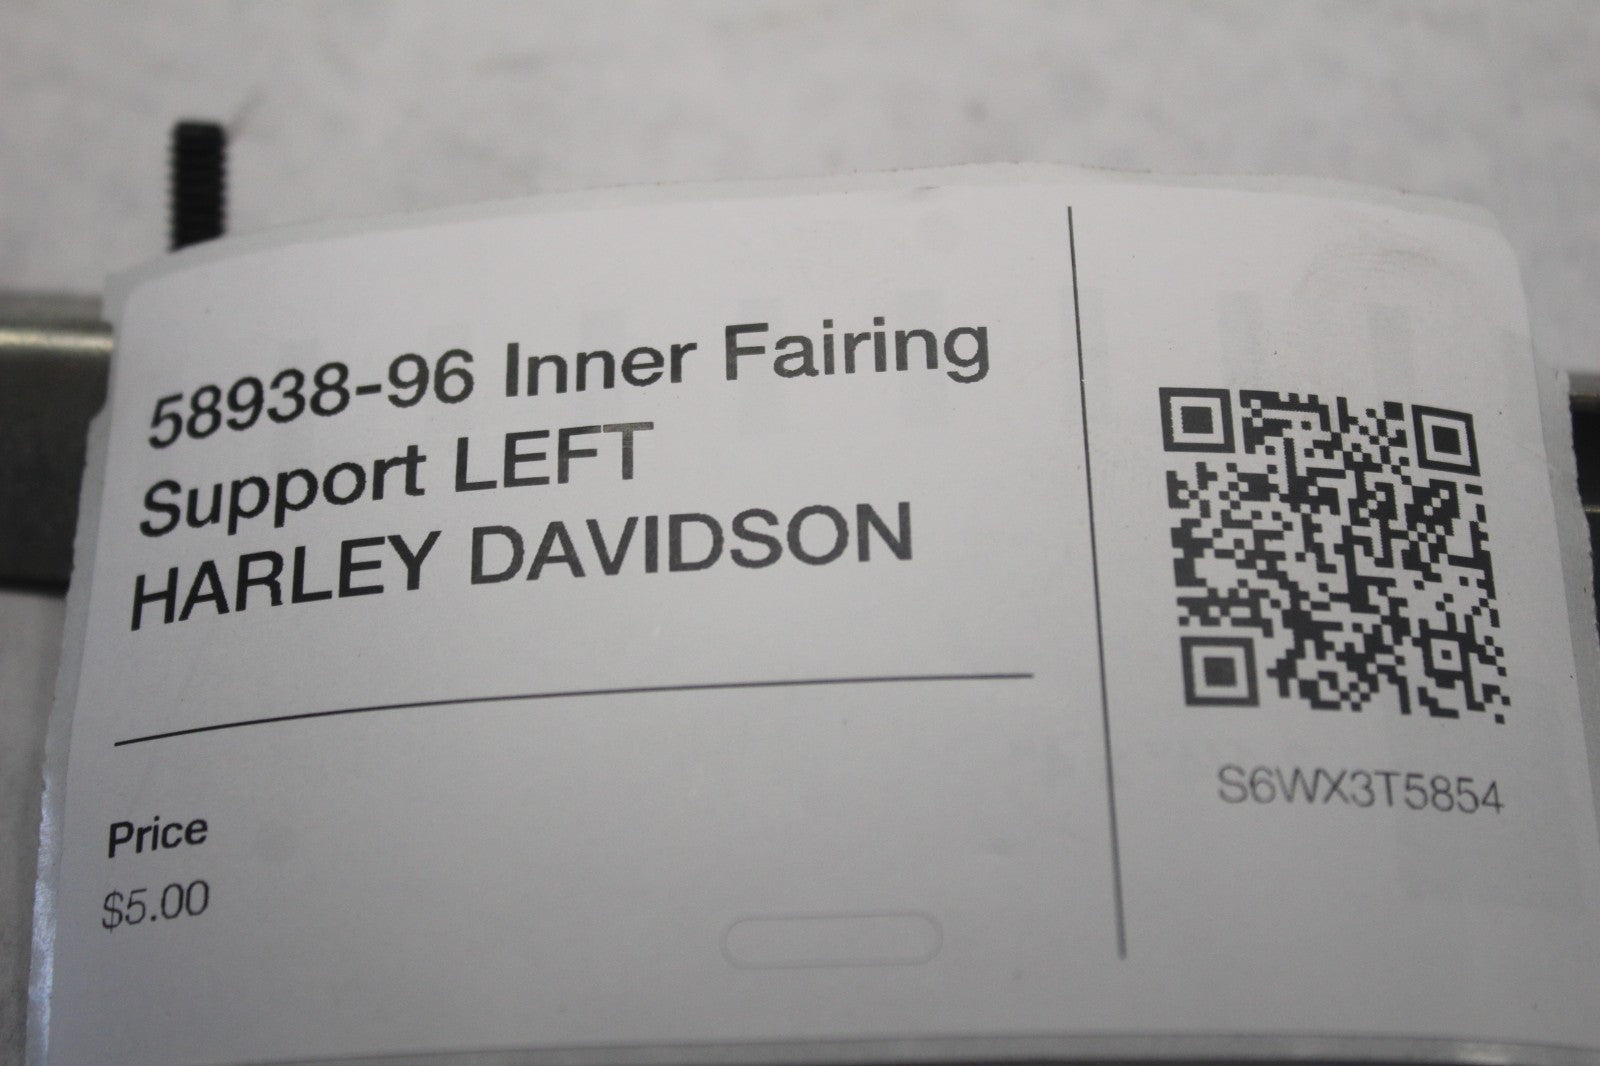 58938-96 Inner Fairing
Support LEFT
HARLEY DAVIDSON
Price
$5.00
S6WX3T5854